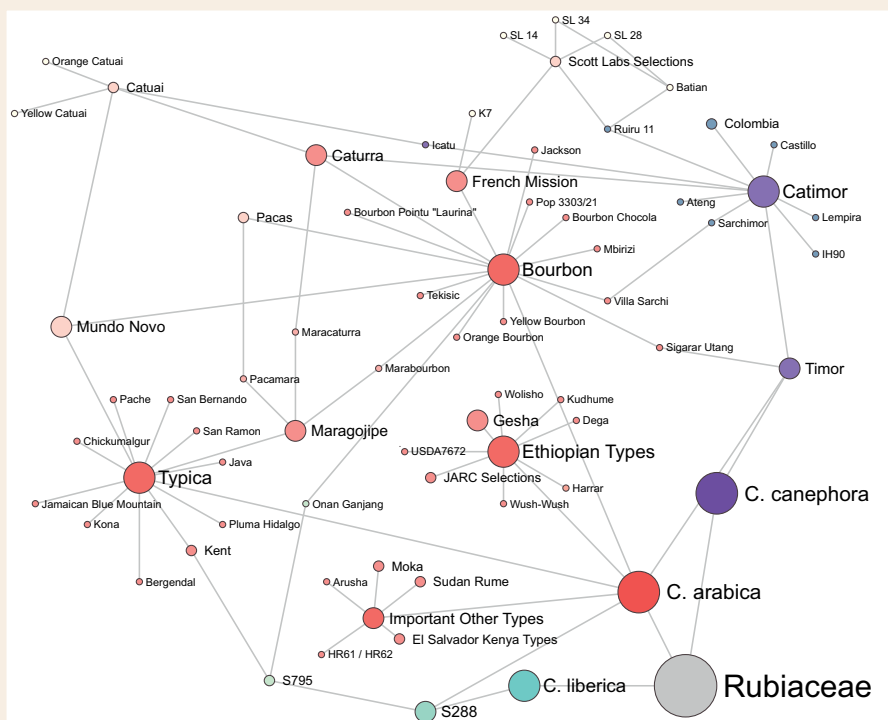 SL 34
SL 14
SL 28
Orange Catuai
Scott Labs Selections
Catuai
Batian
Yellow Catuai
K7
Colombia
Ruiru 11
Icatu
Castillo
Jackson
Caturra
French Mission
Catimor
Pop 3303/21
Ateng
Bourbon Pointu "Laurina"
Pacas
Bourbon Chocola
Lempira
Sarchimor
Mbirizi
IH90
Bourbon
Tekisic
Villa Sarchi
Yellow Bourbon
Mundo Novo
Maracaturra
Orange Bourbon
Sigarar Utang
Marabourbon
Timor
Pacamara
Wolisho
Kudhume
Pache
San Bernando
Gesha
Dega
San Ramon
Maragojipe
Chickumalgur
USDA7672
Ethiopian Types
Java
Typica
JARC Selections
Harrar
C. canephora
Jamaican Blue Mountain
Onan Ganjang
Wush-Wush
Kona
Pluma Hidalgo
Kent
Moka
Bergendal
Arusha
Sudan Rume
C. arabica
Important Other Types
El Salvador Kenya Types
HR61 / HR62
S795
C. liberica
Rubiaceae
S288